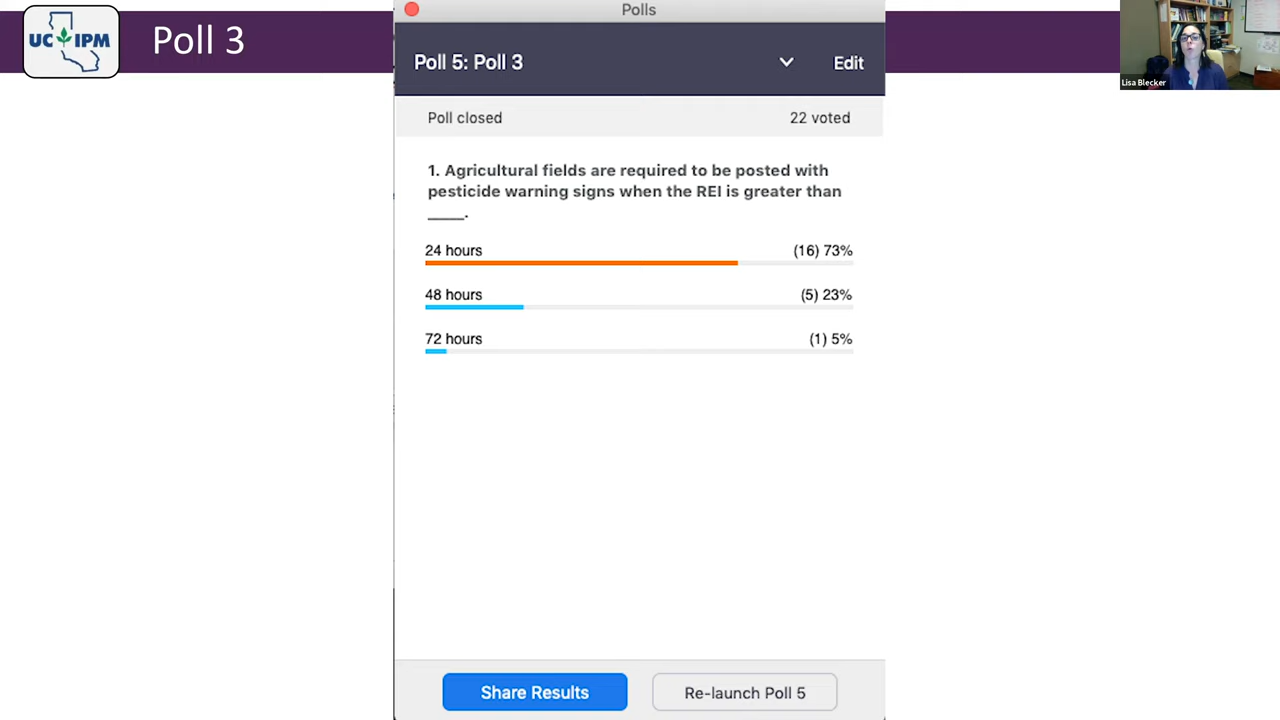 UC IPM
Poll 3
Polls
Poll 5: Poll 3
Edit
Poll closed
22 voted
1. Agricultural fields are required to be posted with
pesticide warning signs when the REI is greater than
_____.
24 hours
(16) 73%
48 hours
(5) 23%
72 hours
(1) 5%
Share Results
Re-launch Poll 5
Lisa Blecker